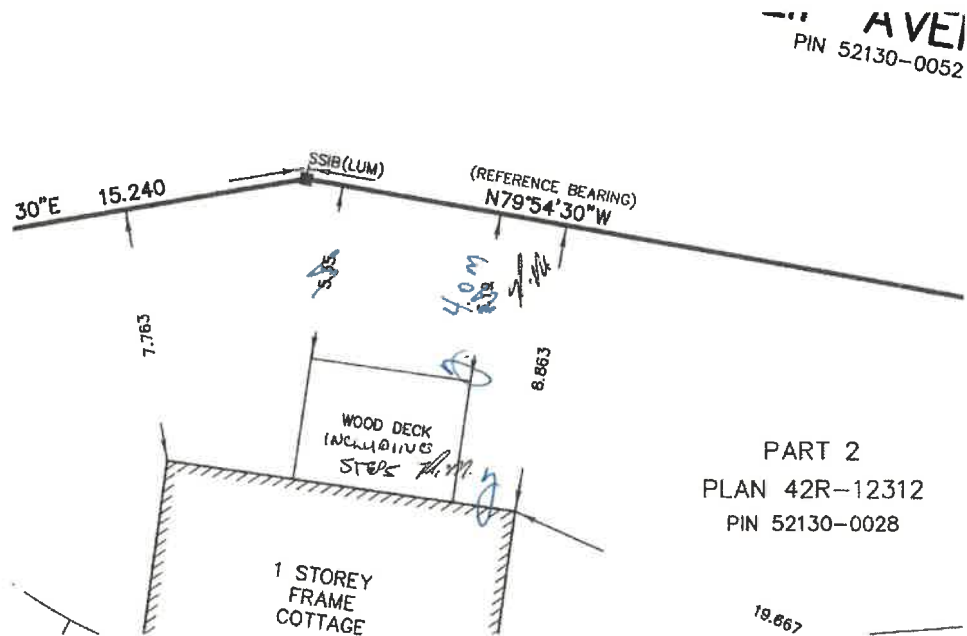 AVE
PIN 52130-0052
SSIB(LUM)
(REFERENCE BEARING)
N79°54'30"W
30"E 15.240
4.0m
7.763
8.863
WOOD DECK
INCLUDING
STEPS
PART 2
PLAN 42R-12312
PIN 52130-0028
1 STOREY
FRAME
COTTAGE
19.667